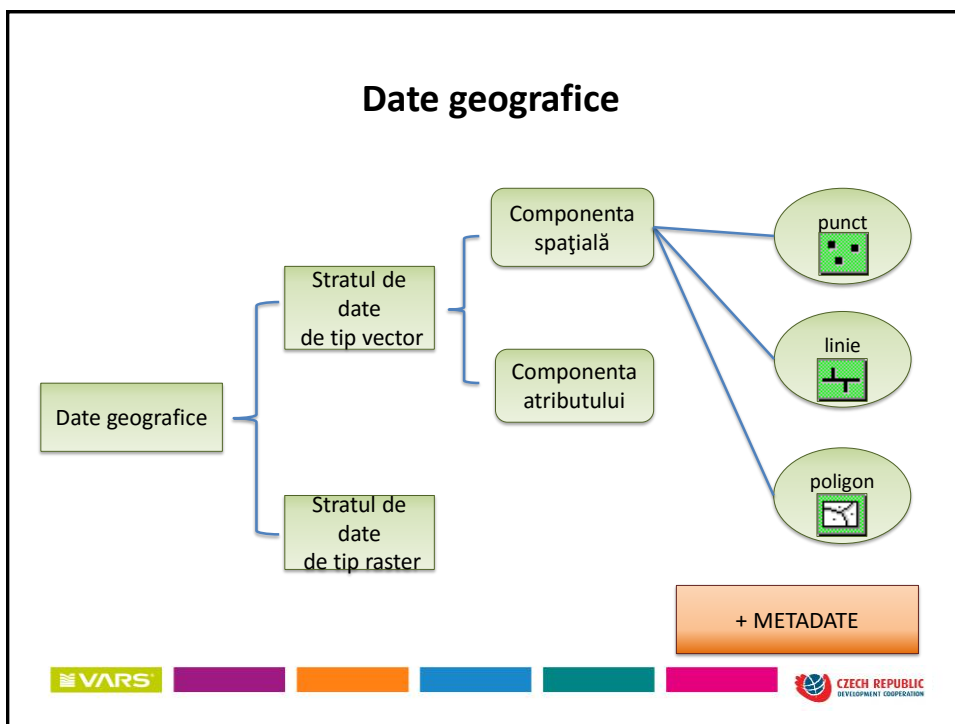 Date geografice
Componenta
spaţială
punct
Stratul de
date
de tip vector
linie
Componenta
atributului
Date geografice
poligon
Stratul de
date
de tip raster
+ METADATE
VARS®
CZECH REPUBLIC
DEVELOPMENT COOPERATION